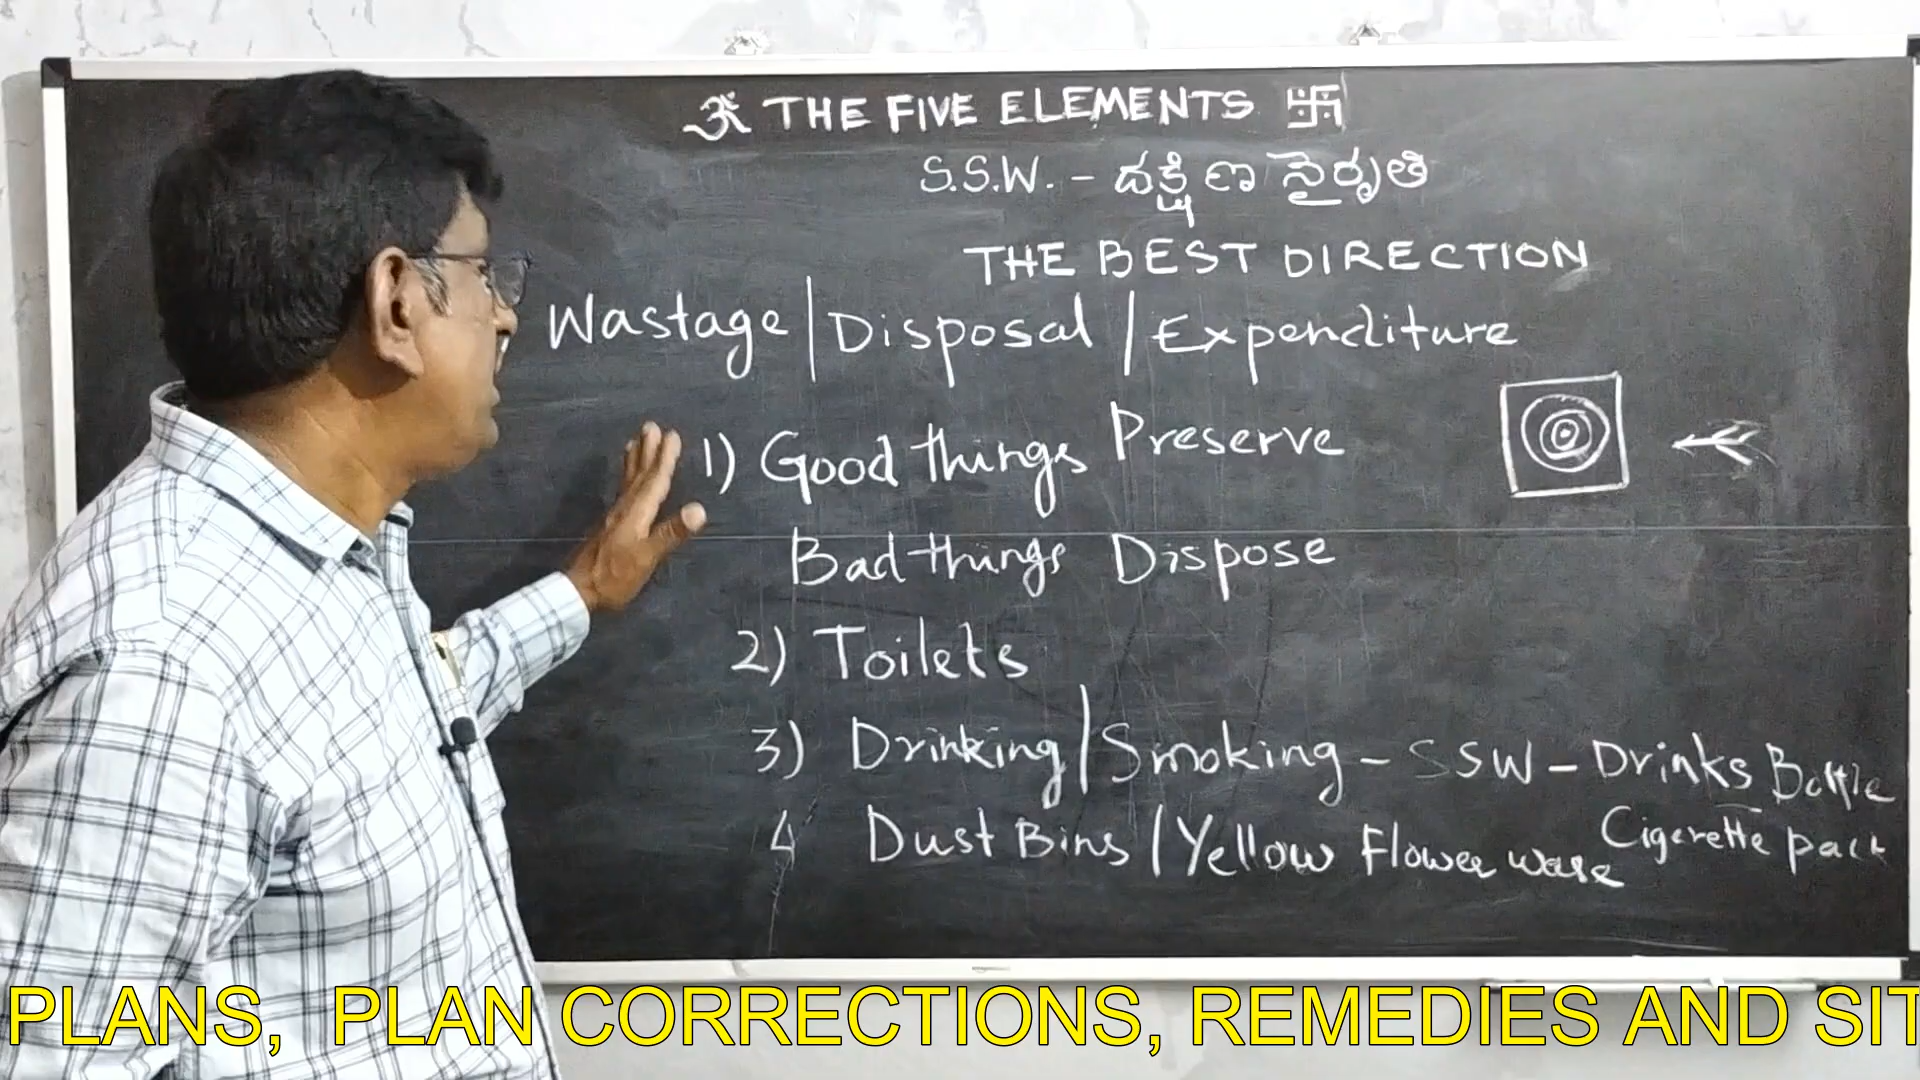 ૐ THE FIVE ELEMENTS 卐
S.S.W. - దక్షిణ నైరృతి
THE BEST DIRECTION
Wastage | Disposal | Expenditure
1) Good things Preserve
Bad things Dispose
2) Toilets
3) Drinking | Smoking - SSW - Drinks Bottle
Cigerette pack
4 Dust Bins | Yellow Flower wase
PLANS, PLAN CORRECTIONS, REMEDIES AND SIT